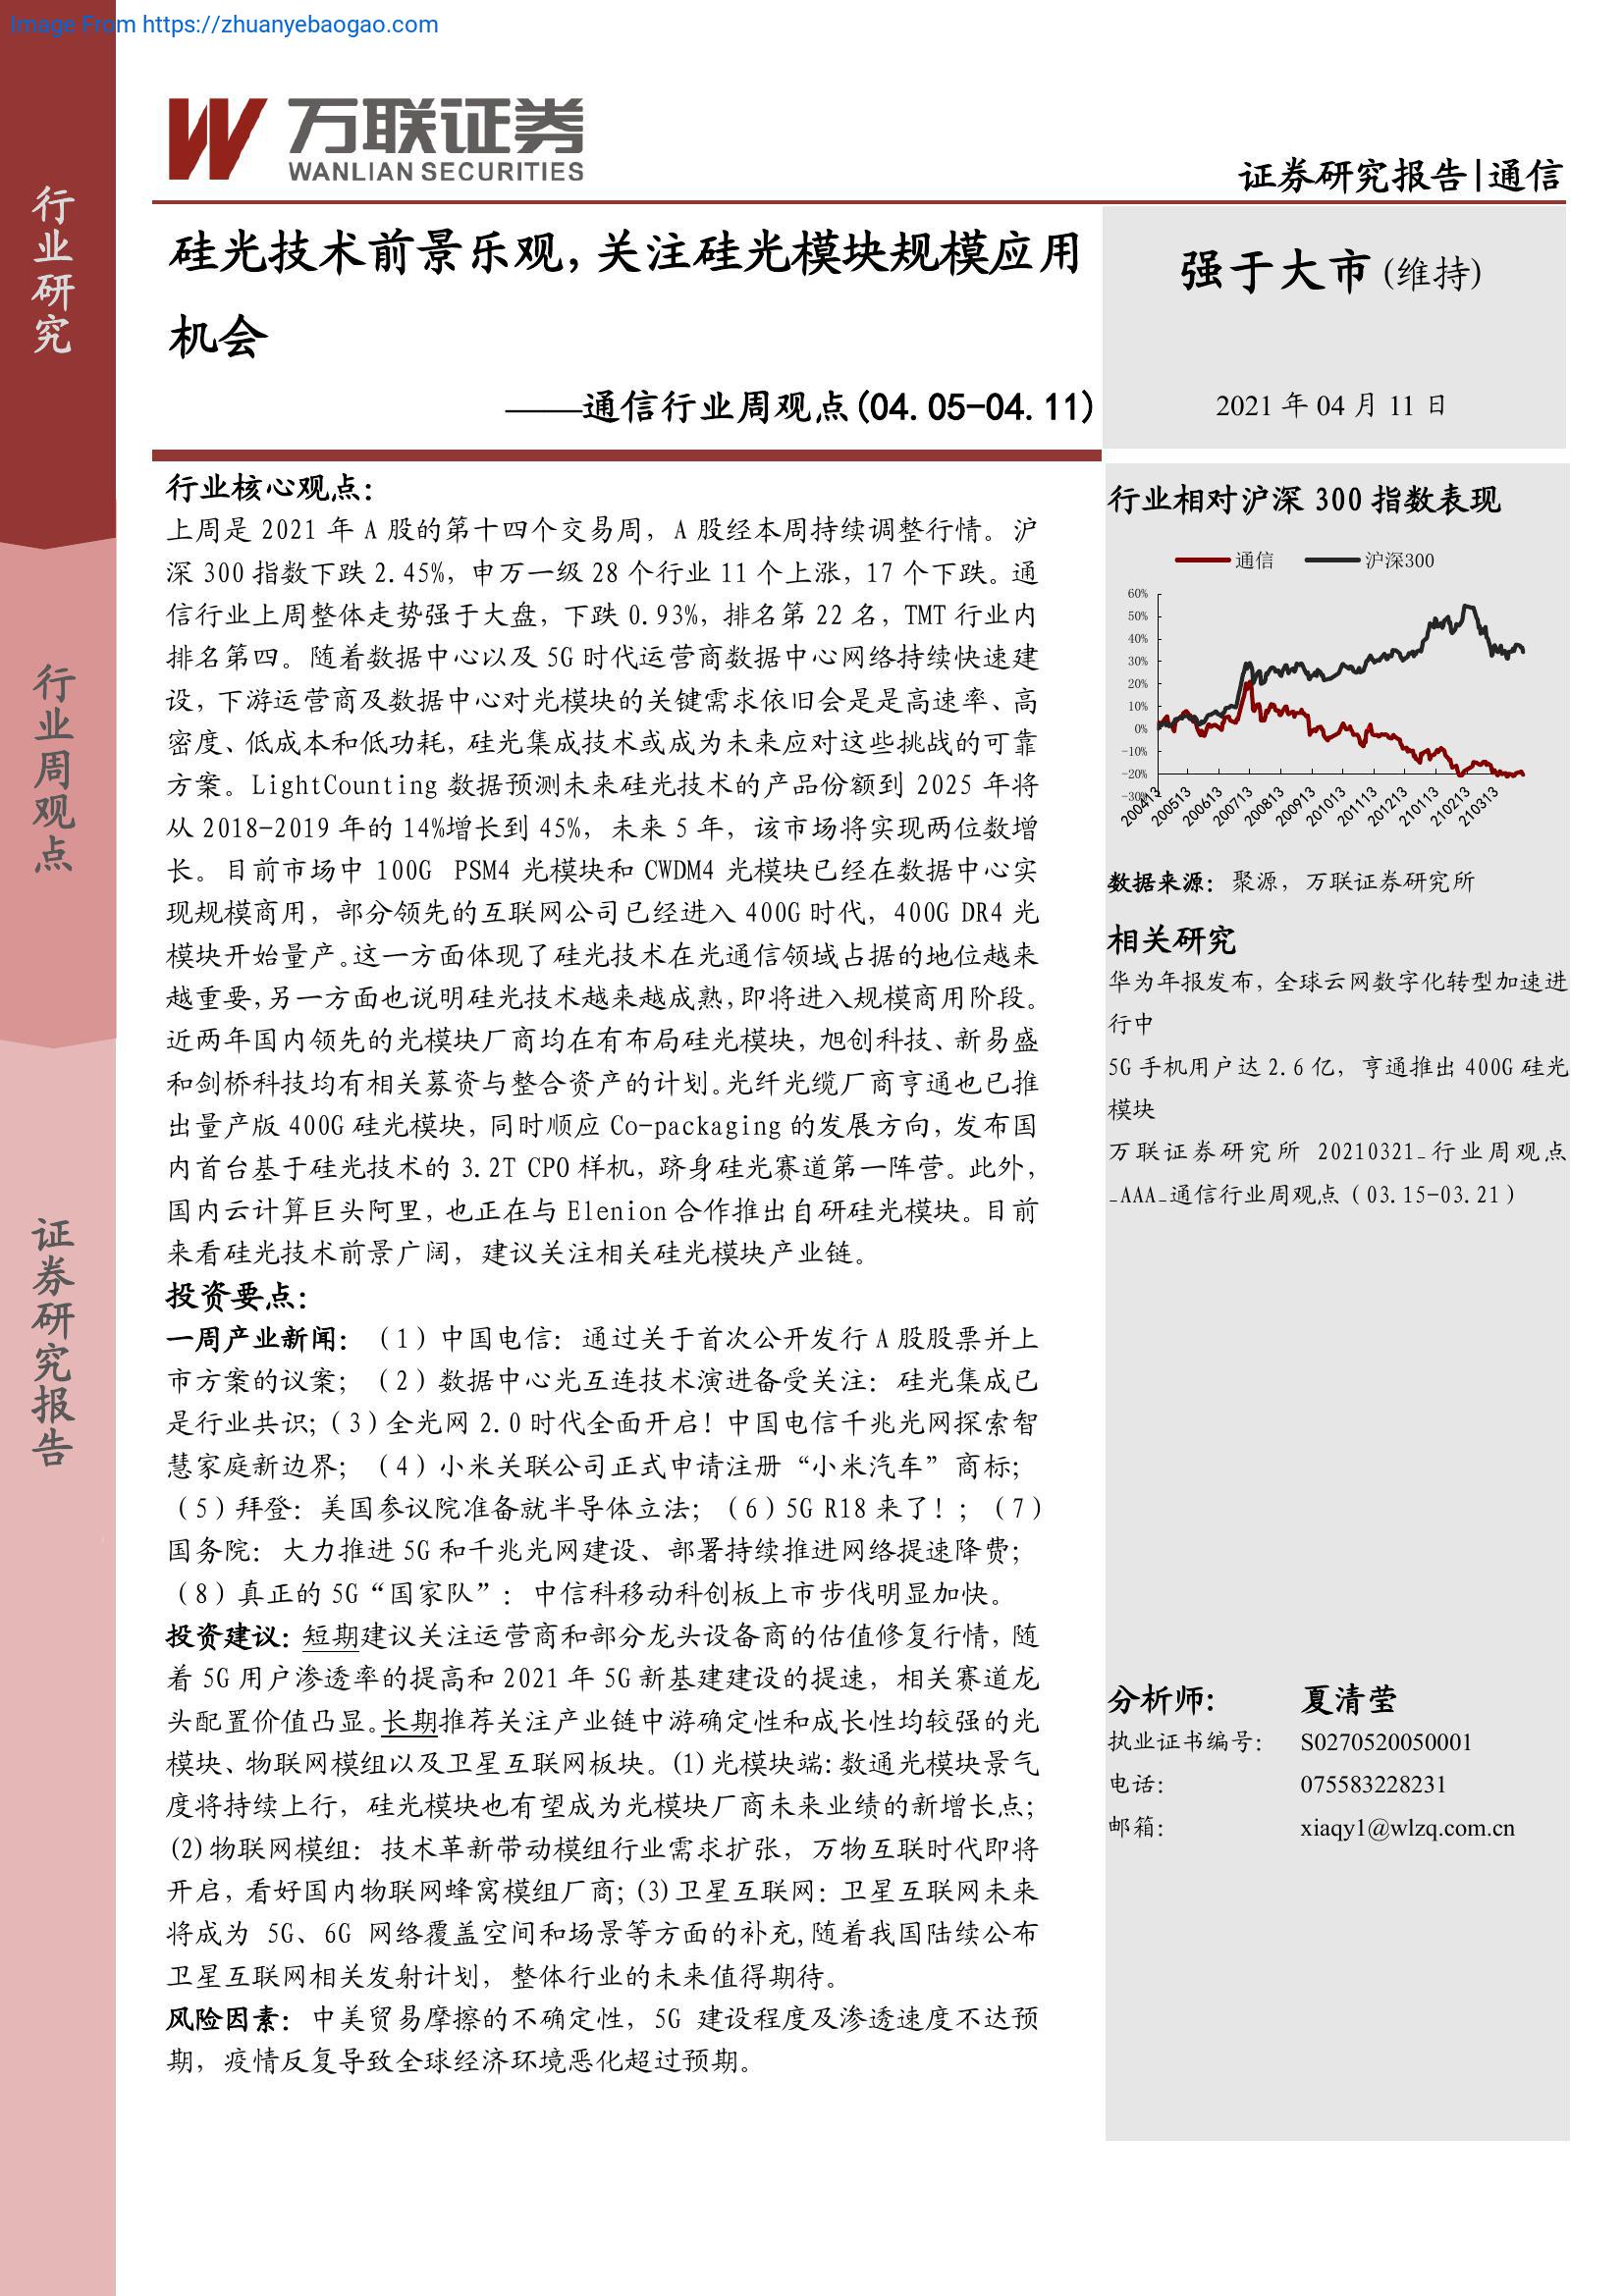 Image From https://zhuanyebaogao.com
万联证券
WANLIAN SECURITIES
证券研究报告|通信
行业研究
行业周观点
证券研究报告
硅光技术前景乐观，关注硅光模块规模应用
机会
——通信行业周观点(04.05-04.11)
强于大市(维持)
2021 年 04 月 11 日
行业核心观点：
上周是 2021 年 A 股的第十四个交易周，A 股经本周持续调整行情。沪
深 300 指数下跌 2.45%，申万一级 28 个行业 11 个上涨，17 个下跌。通
信行业上周整体走势强于大盘，下跌 0.93%，排名第 22 名，TMT 行业内
排名第四。随着数据中心以及 5G 时代运营商数据中心网络持续快速建
设，下游运营商及数据中心对光模块的关键需求依旧会是是高速率、高
密度、低成本和低功耗，硅光集成技术或成为未来应对这些挑战的可靠
方案。LightCounting 数据预测未来硅光技术的产品份额到 2025 年将
从 2018-2019 年的 14%增长到 45%，未来 5 年，该市场将实现两位数增
长。目前市场中 100G PSM4 光模块和 CWDM4 光模块已经在数据中心实
现规模商用，部分领先的互联网公司已经进入 400G 时代，400G DR4 光
模块开始量产。这一方面体现了硅光技术在光通信领域占据的地位越来
越重要，另一方面也说明硅光技术越来越成熟，即将进入规模商用阶段。
近两年国内领先的光模块厂商均在有布局硅光模块，旭创科技、新易盛
和剑桥科技均有相关募资与整合资产的计划。光纤光缆厂商亨通也已推
出量产版 400G 硅光模块，同时顺应 Co-packaging 的发展方向，发布国
内首台基于硅光技术的 3.2T CPO 样机，跻身硅光赛道第一阵营。此外，
国内云计算巨头阿里，也正在与 Elenion 合作推出自研硅光模块。目前
来看硅光技术前景广阔，建议关注相关硅光模块产业链。
投资要点：
一周产业新闻：（1）中国电信：通过关于首次公开发行 A 股股票并上
市方案的议案；（2）数据中心光互连技术演进备受关注：硅光集成已
是行业共识；（3）全光网 2.0 时代全面开启！中国电信千兆光网探索智
慧家庭新边界；（4）小米关联公司正式申请注册“小米汽车”商标；
（5）拜登：美国参议院准备就半导体立法；（6）5G R18 来了！；（7）
国务院：大力推进 5G 和千兆光网建设、部署持续推进网络提速降费；
（8）真正的 5G“国家队”：中信科移动科创板上市步伐明显加快。
投资建议：短期建议关注运营商和部分龙头设备商的估值修复行情，随
着 5G 用户渗透率的提高和 2021 年 5G 新基建建设的提速，相关赛道龙
头配置价值凸显。长期推荐关注产业链中游确定性和成长性均较强的光
模块、物联网模组以及卫星互联网板块。(1)光模块端：数通光模块景气
度将持续上行，硅光模块也有望成为光模块厂商未来业绩的新增长点；
(2)物联网模组：技术革新带动模组行业需求扩张，万物互联时代即将
开启，看好国内物联网蜂窝模组厂商；(3)卫星互联网：卫星互联网未来
将成为 5G、6G 网络覆盖空间和场景等方面的补充,随着我国陆续公布
卫星互联网相关发射计划，整体行业的未来值得期待。
风险因素：中美贸易摩擦的不确定性，5G 建设程度及渗透速度不达预
期，疫情反复导致全球经济环境恶化超过预期。
行业相对沪深 300 指数表现
通信 沪深300
60%
50%
40%
30%
20%
10%
0%
-10%
-20%
-30%
200413 200513 200613 200713 200813 200913 201013 201113 201213 210113 210213 210313
数据来源：聚源，万联证券研究所
相关研究
华为年报发布，全球云网数字化转型加速进
行中
5G 手机用户达 2.6 亿，亨通推出 400G 硅光
模块
万联证券研究所 20210321_行业周观点
_AAA_通信行业周观点（03.15-03.21）
分析师： 夏清莹
执业证书编号： S0270520050001
电话： 075583228231
邮箱： xiaqy1@wlzq.com.cn